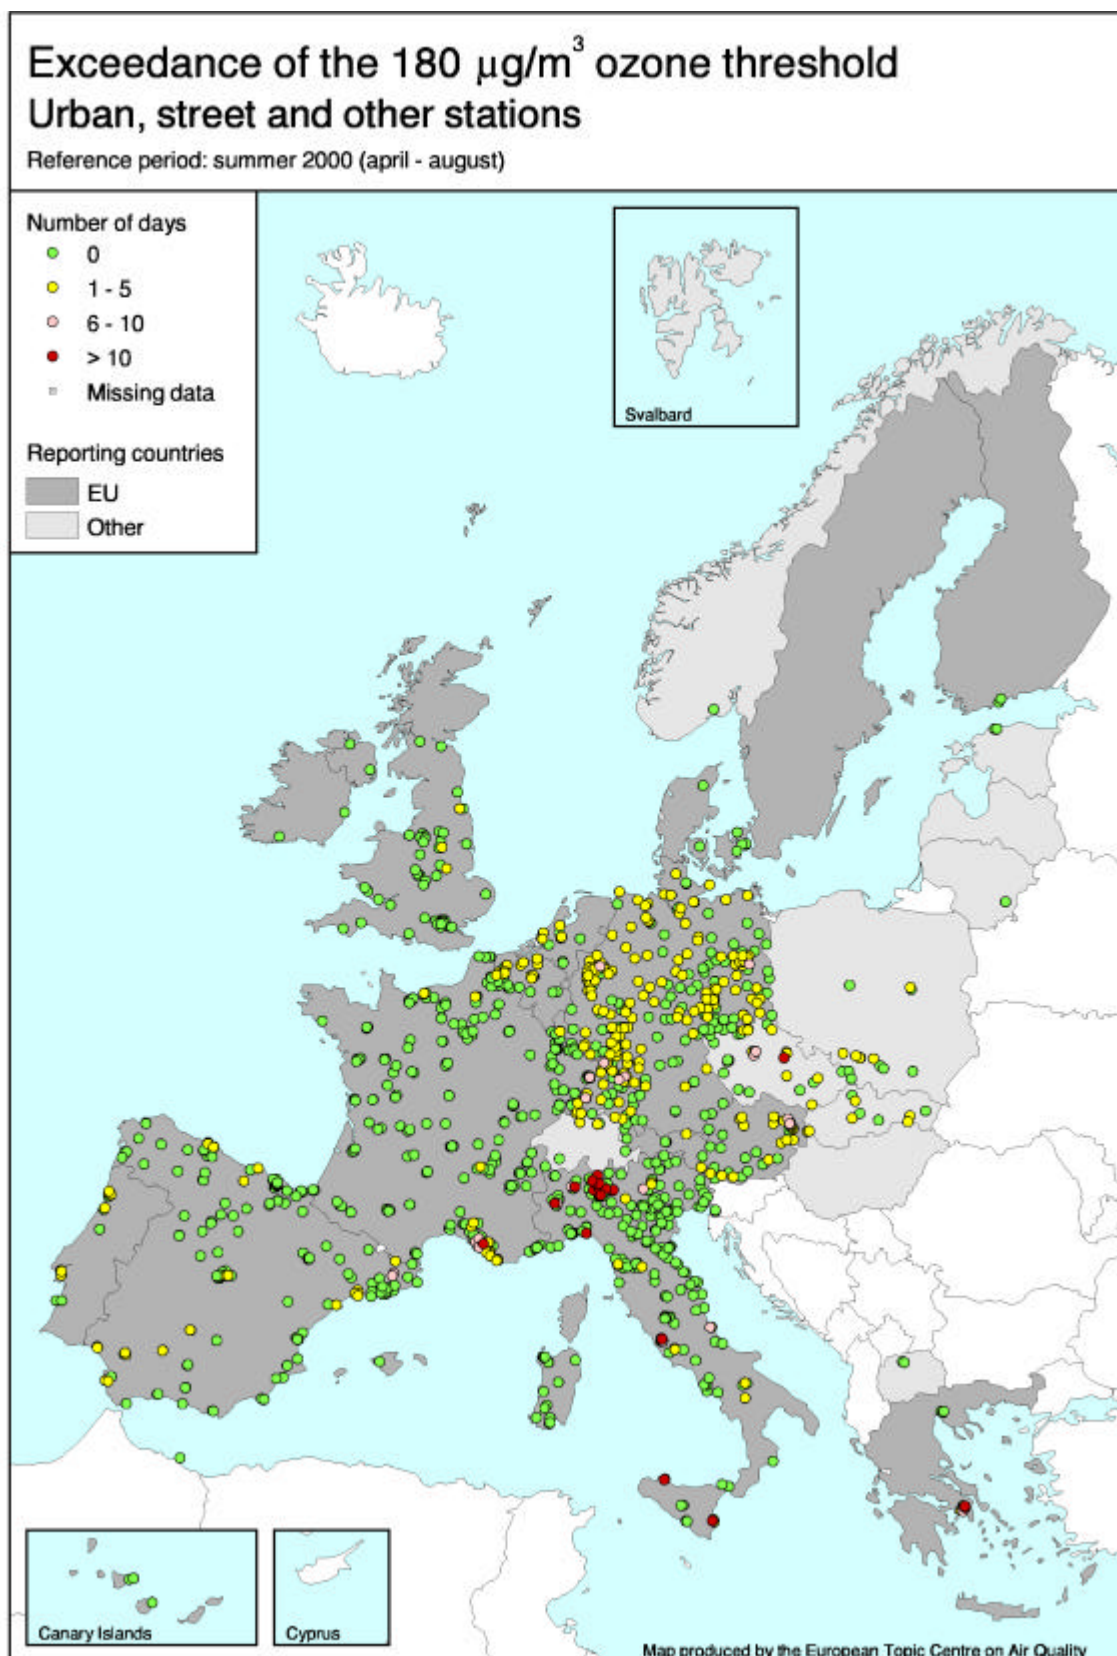 Exceedance of the 180 µg/m³ ozone threshold
Urban, street and other stations
Reference period: summer 2000 (april - august)
Number of days
0
1 - 5
6 - 10
> 10
Missing data
Reporting countries
EU
Other
Svalbard
Canary Islands
Cyprus
Map produced by the European Topic Centre on Air Quality